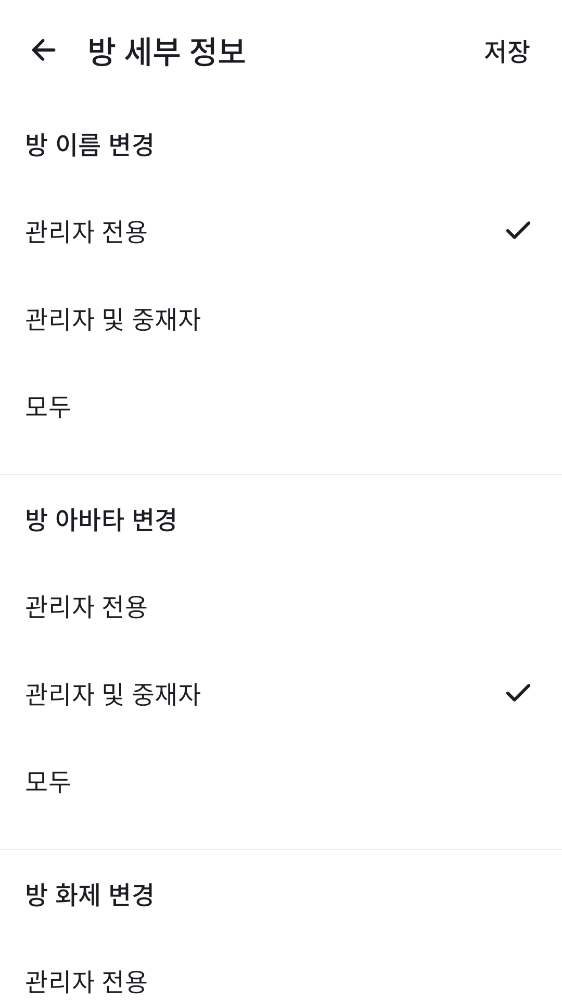 방 세부 정보
저장
방 이름 변경
관리자 전용
관리자 및 중재자
모두
방 아바타 변경
관리자 전용
관리자 및 중재자
모두
방 화제 변경
관리자 전용